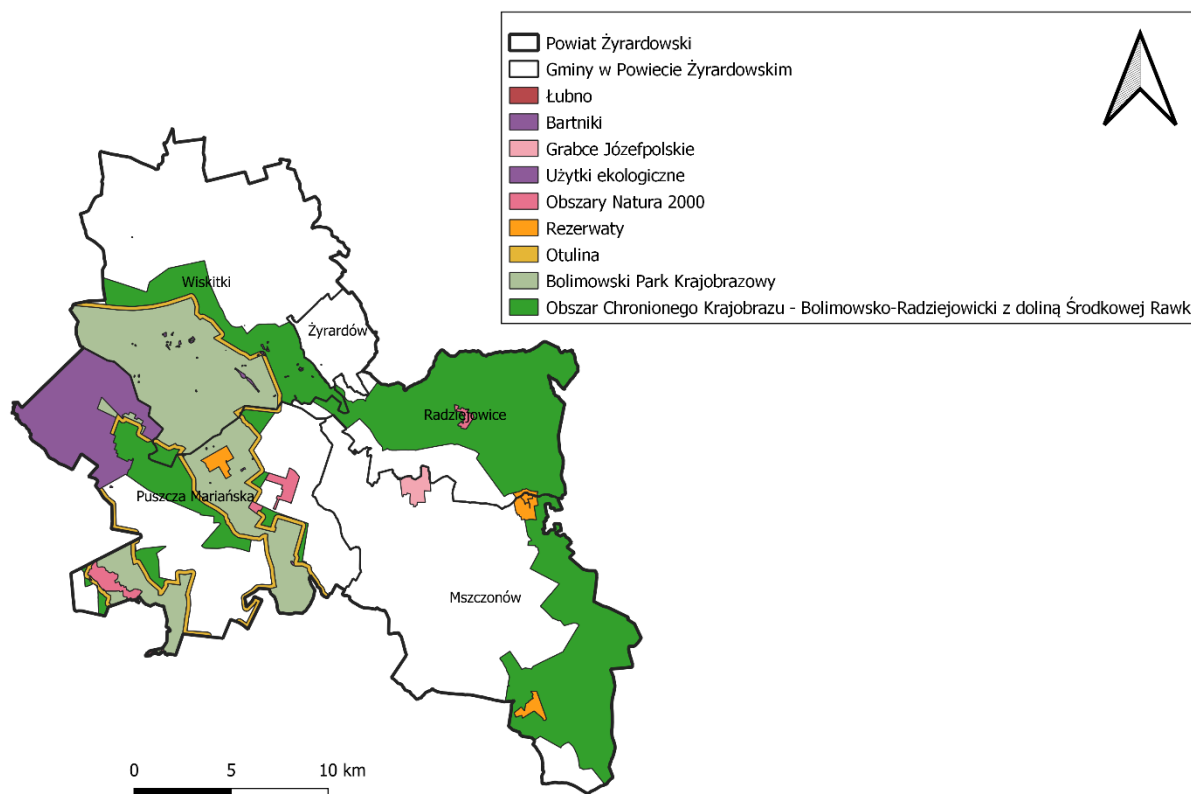 Powiat Żyrardowski
Gminy w Powiecie Żyrardowskim
Łubno
Bartniki
Grabce Józefpolskie
Użytki ekologiczne
Obszary Natura 2000
Rezerwaty
Otulina
Bolimowski Park Krajobrazowy
Obszar Chronionego Krajobrazu - Bolimowsko-Radziejowicki z doliną Środkowej Rawk
Wiskitki
Żyrardów
Radziejowice
Puszcza Mariańska
Mszczonów
0 5 10 km